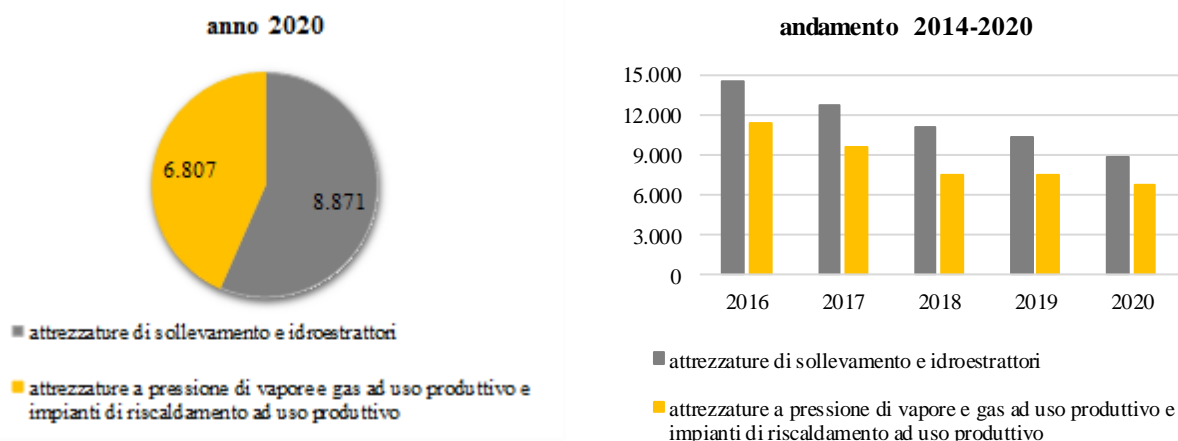 anno 2020
6.807
8.871
attrezzature di sollevamento e idroestrattori
attrezzature a pressione di vapore e gas ad uso produttivo e
impianti di riscaldamento ad uso produttivo
andamento 2014-2020
15.000
12.000
9.000
6.000
3.000
0
2016 2017 2018 2019 2020
attrezzature di sollevamento e idroestrattori
attrezzature a pressione di vapore e gas ad uso produttivo e
impianti di riscaldamento ad uso produttivo